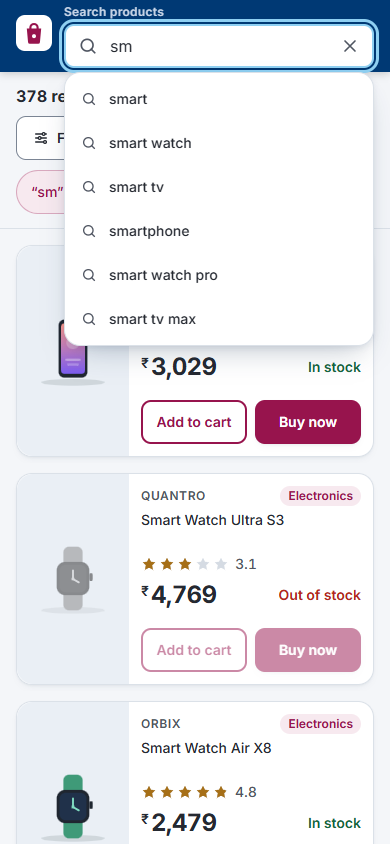 Search products
sm
smart
smart watch
smart tv
smartphone
smart watch pro
smart tv max
378 re
F
“sm”
₹3,029
In stock
Add to cart
Buy now
QUANTRO
Electronics
Smart Watch Ultra S3
3.1
₹4,769
Out of stock
Add to cart
Buy now
ORBIX
Electronics
Smart Watch Air X8
4.8
₹2,479
In stock